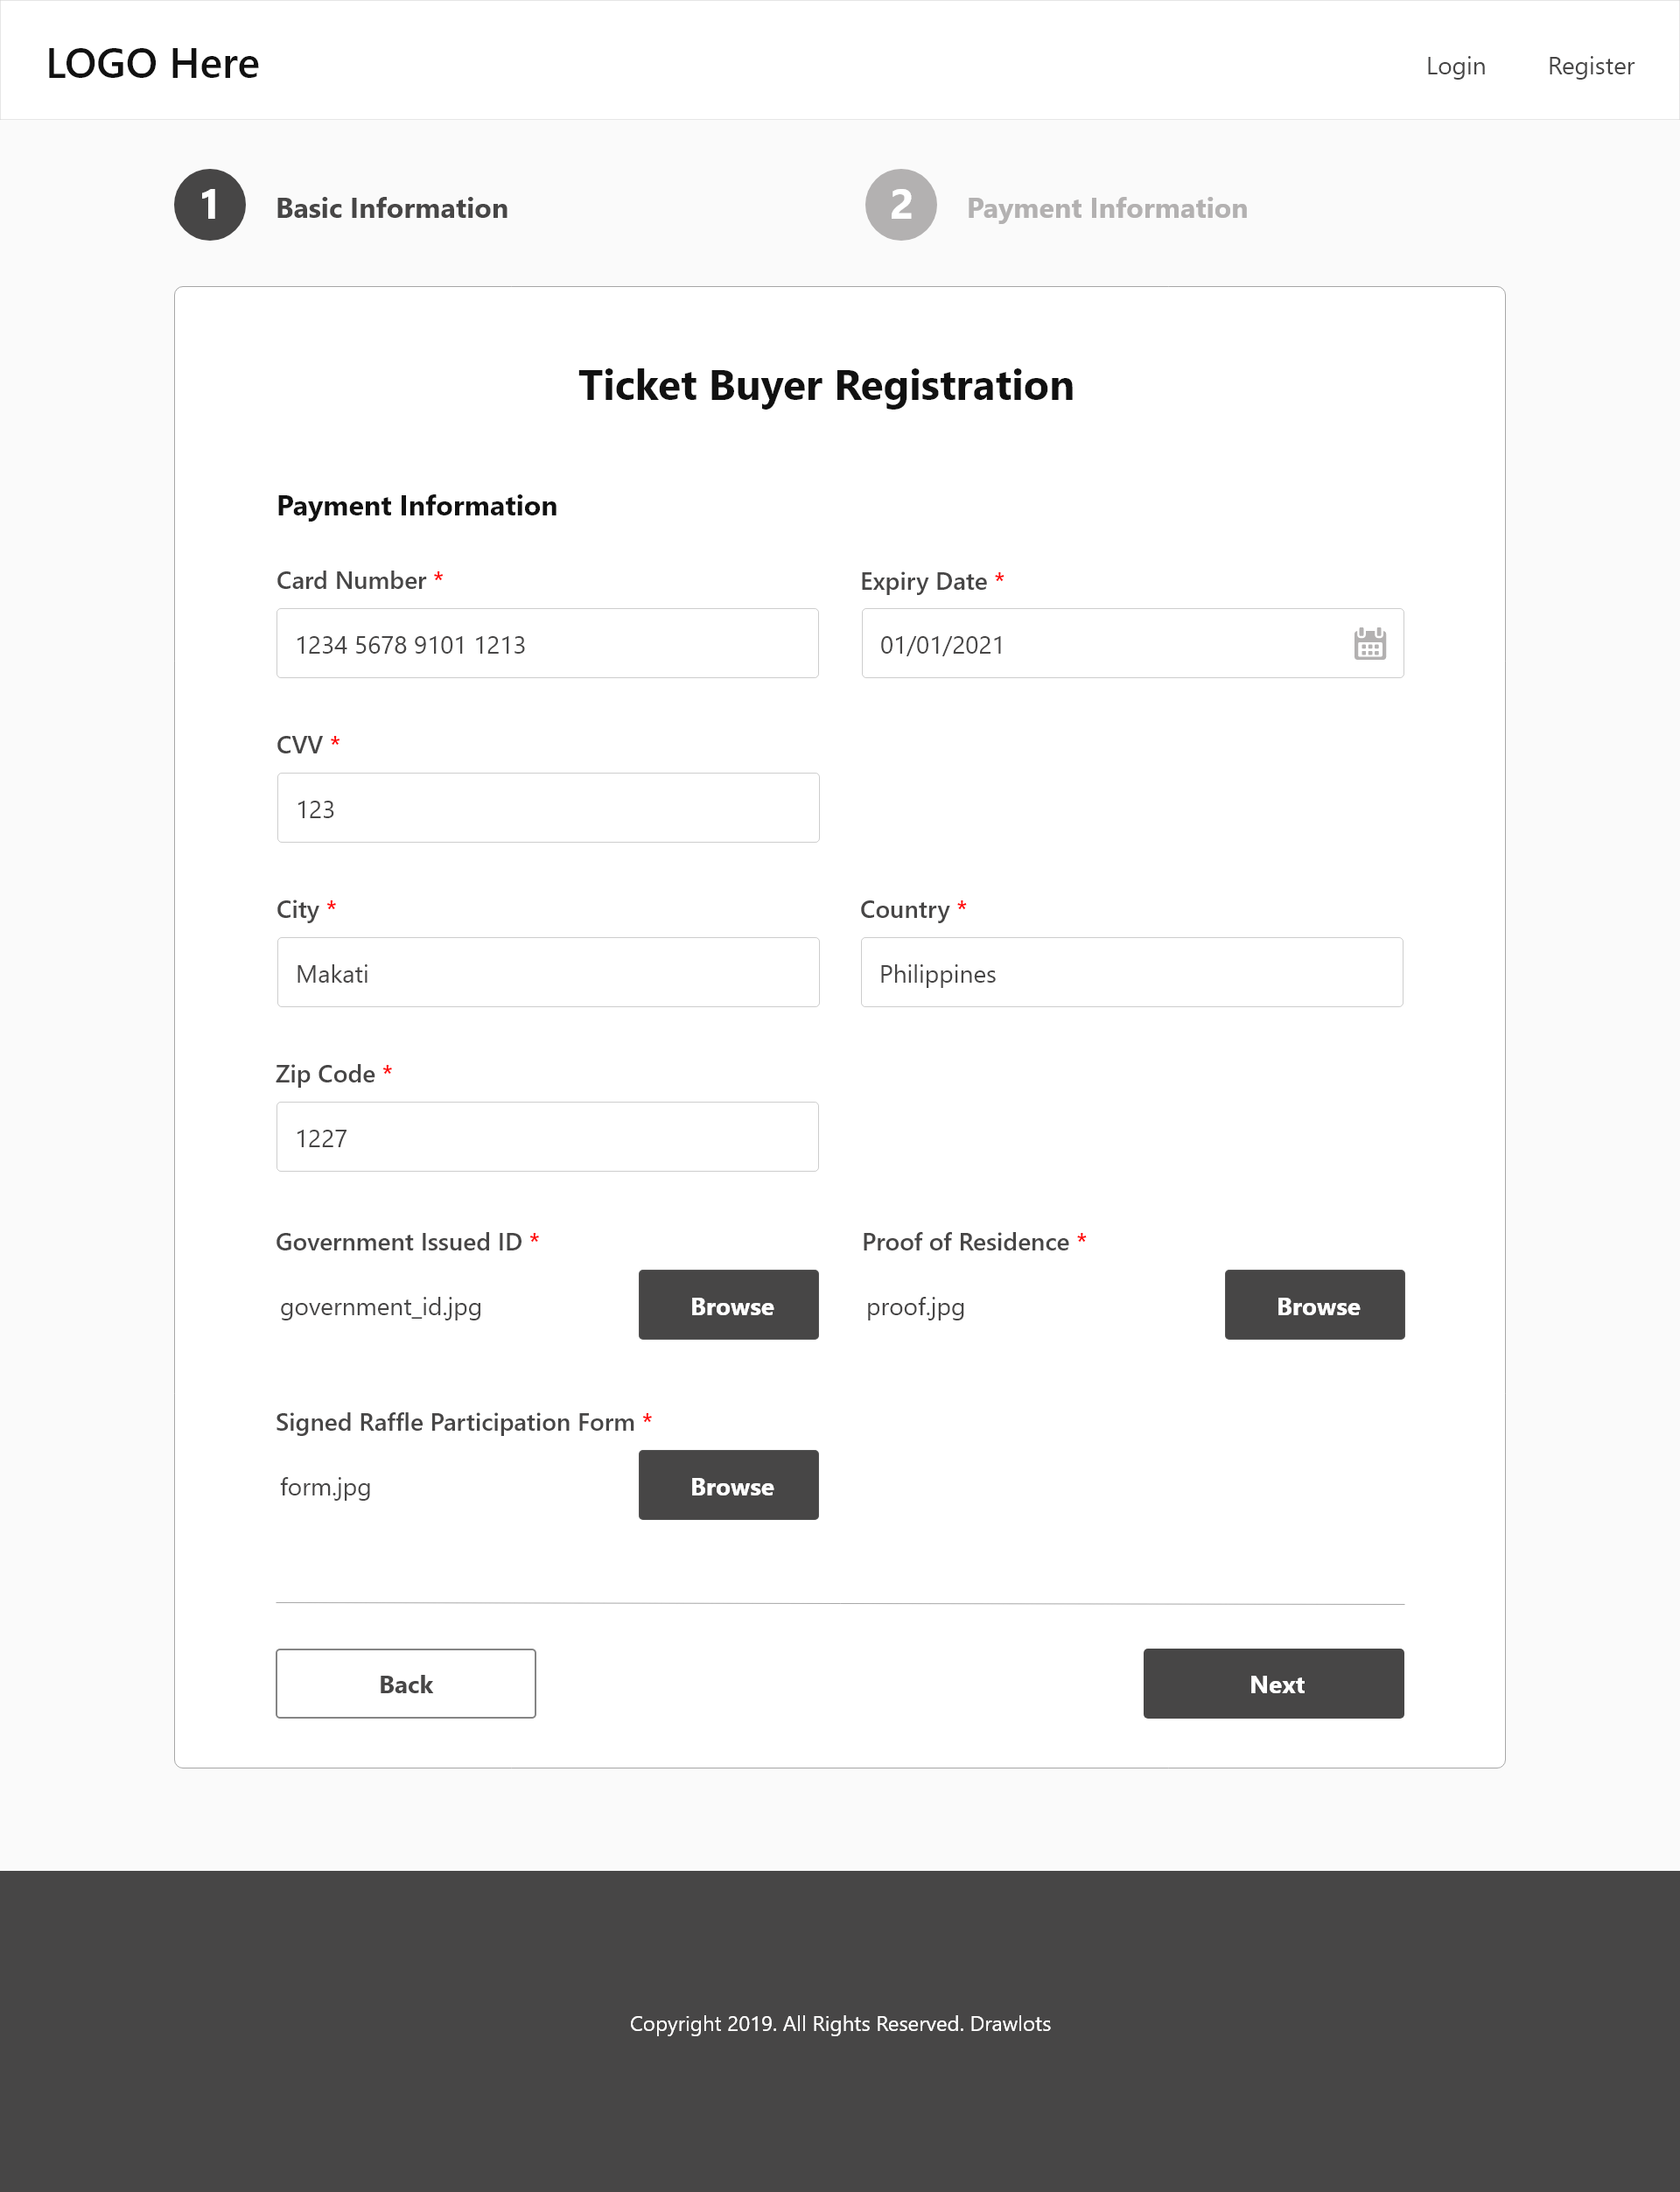 LOGO Here
Login Register
1 Basic Information 2 Payment Information
Ticket Buyer Registration
Payment Information
Card Number * Expiry Date *
1234 5678 9101 1213 01/01/2021
CVV *
123
City * Country *
Makati Philippines
Zip Code *
1227
Government Issued ID * Proof of Residence *
government_id.jpg Browse proof.jpg Browse
Signed Raffle Participation Form *
form.jpg Browse
Back Next
Copyright 2019. All Rights Reserved. Drawlots